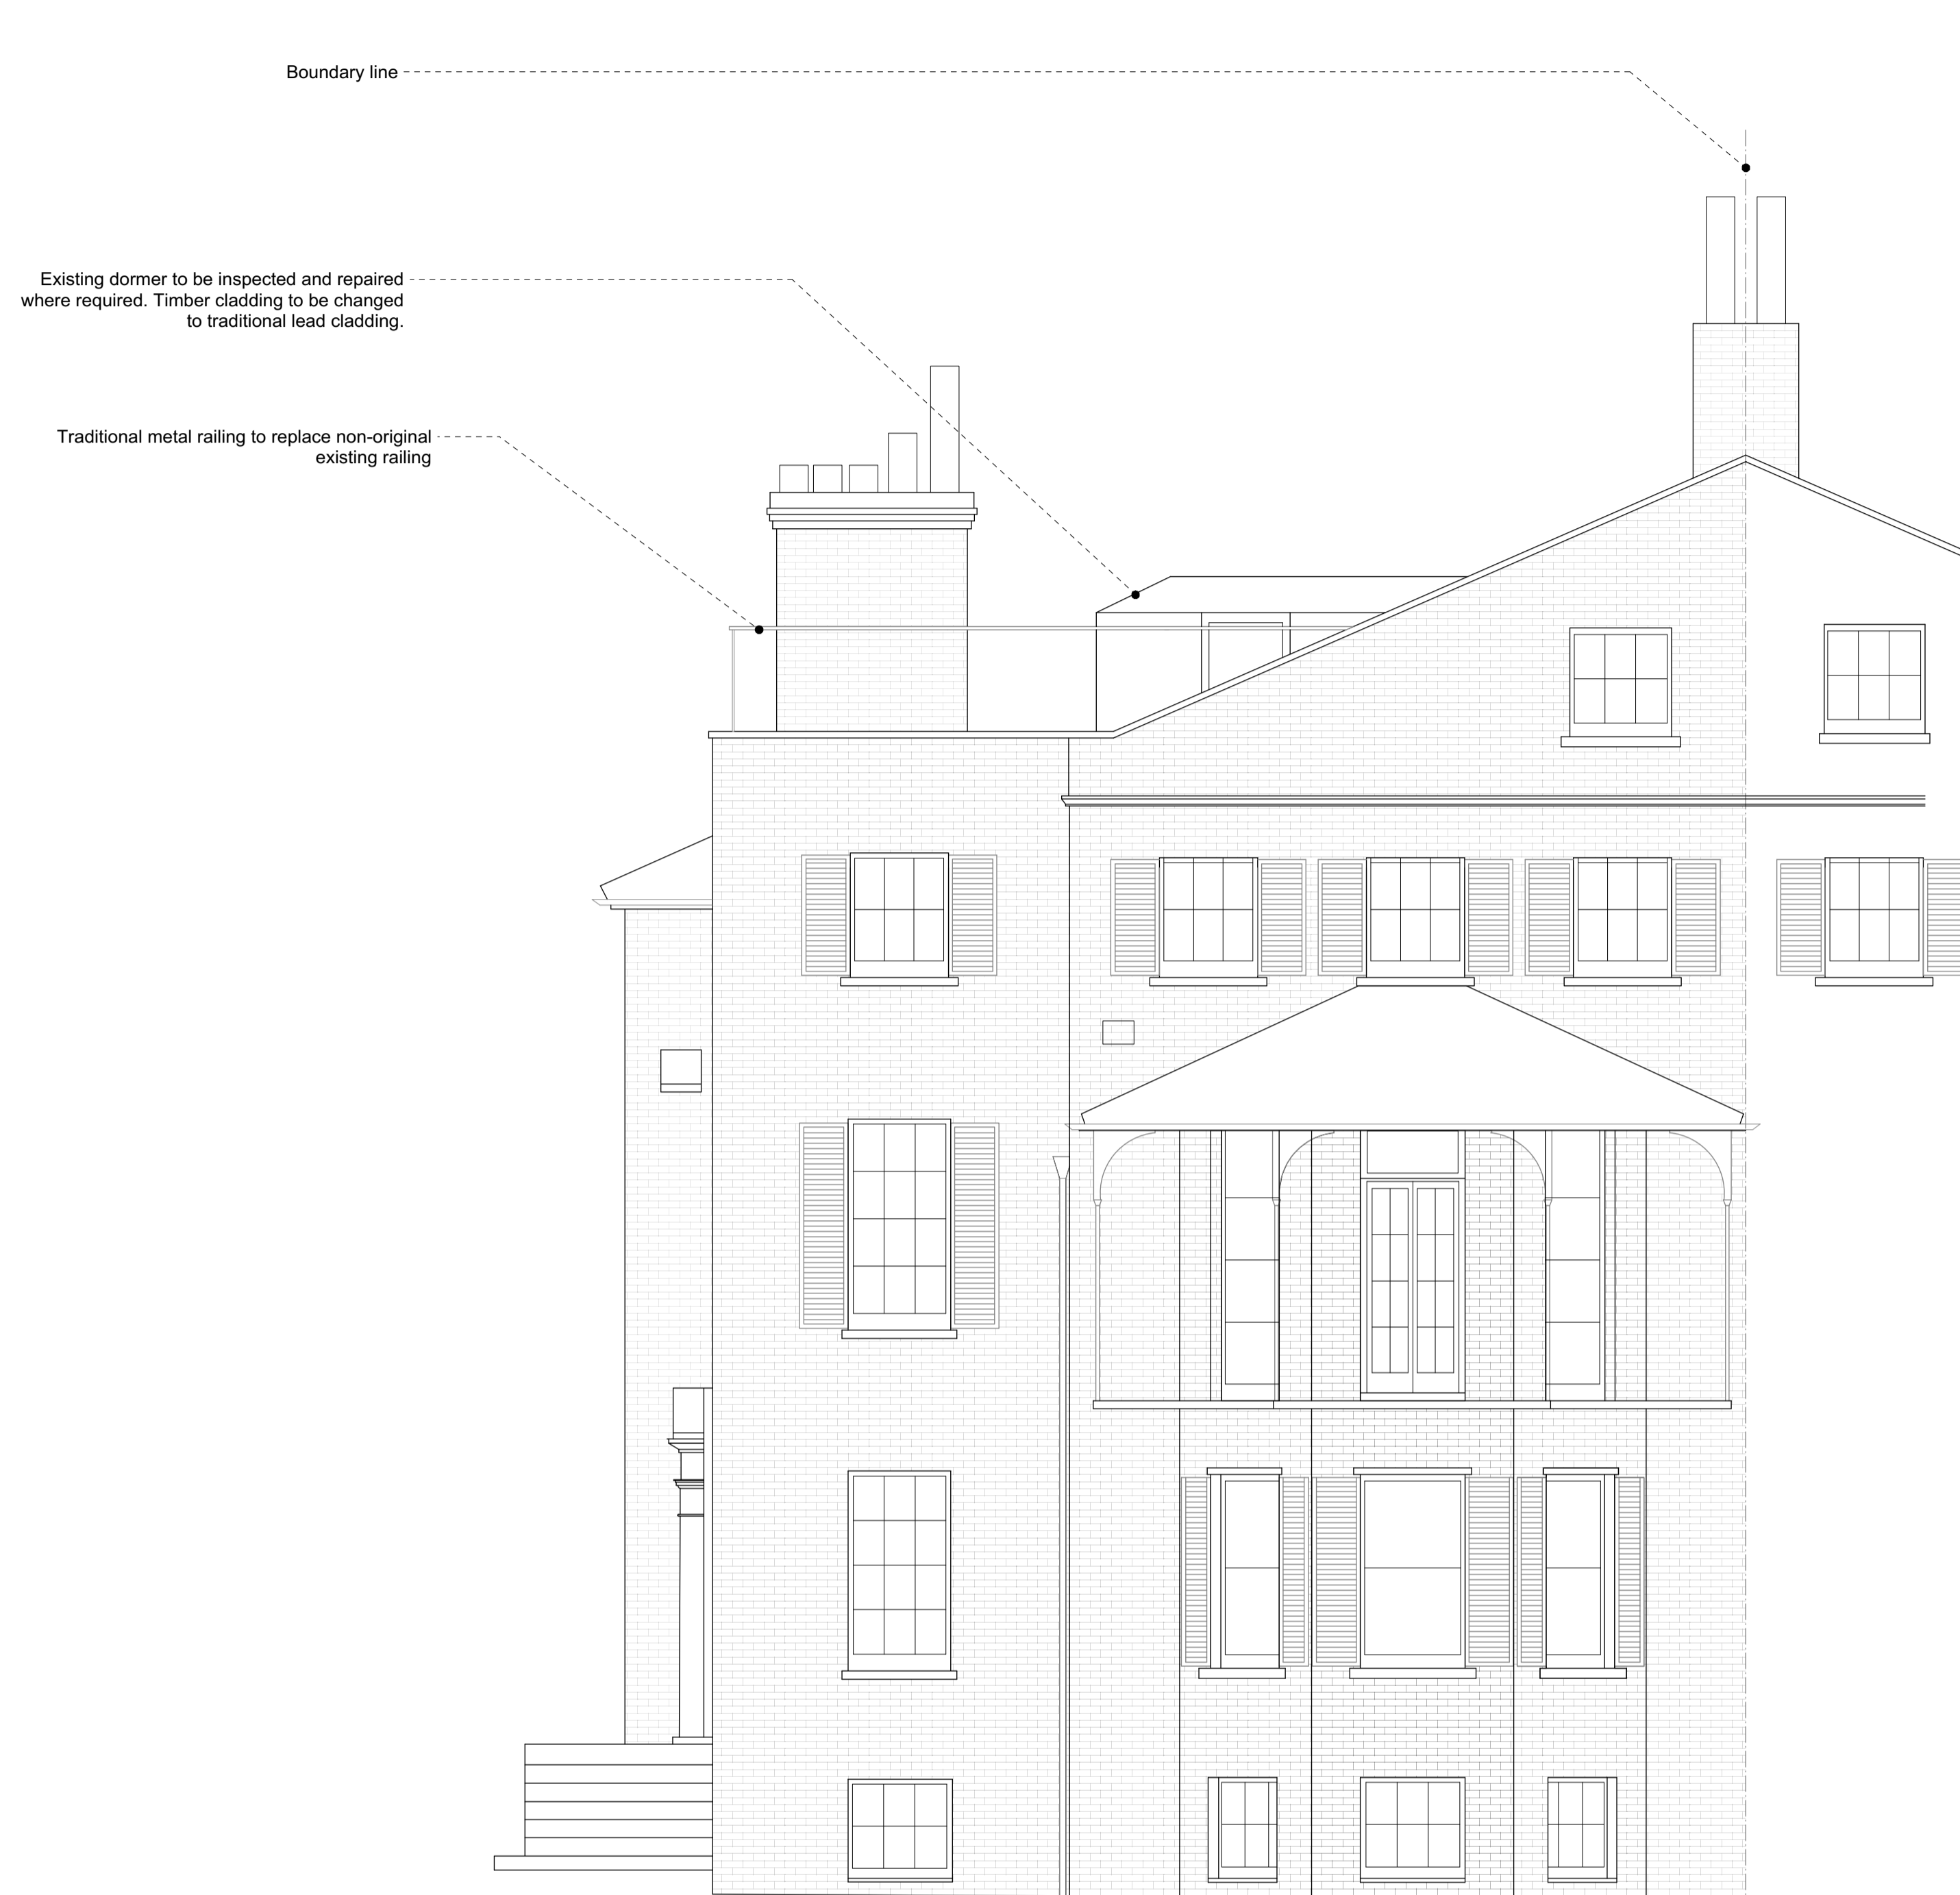 Boundary line
Existing dormer to be inspected and repaired
where required. Timber cladding to be changed
to traditional lead cladding.
Traditional metal railing to replace non-original
existing railing